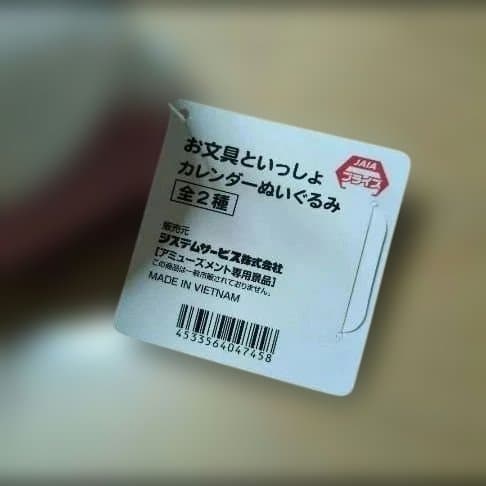 お文具といっしょ
カレンダーぬいぐるみ
全2種
JAIA
プライズ
販売元
システムサービス株式会社
【アミューズメント専用景品】
この商品は一般市販されておりません。
MADE IN VIETNAM
4533564047458